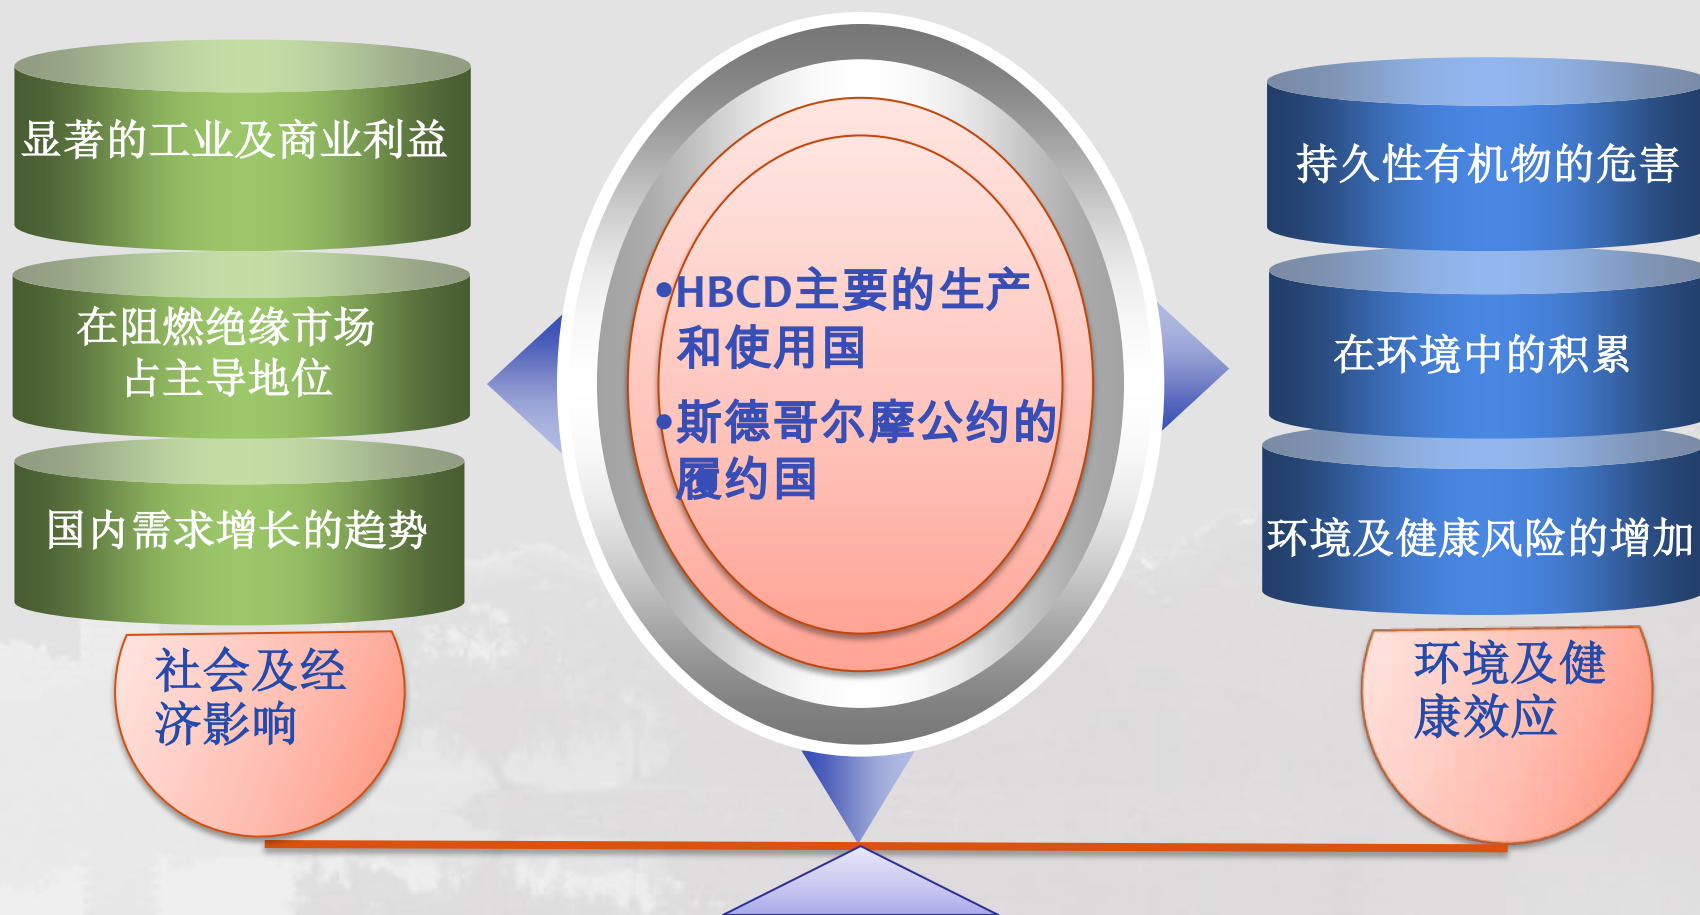 显著的工业及商业利益
在阻燃绝缘市场
占主导地位
国内需求增长的趋势
社会及经
济影响
•HBCD主要的生产
和使用国
•斯德哥尔摩公约的
履约国
持久性有机物的危害
在环境中的积累
环境及健康风险的增加
环境及健
康效应